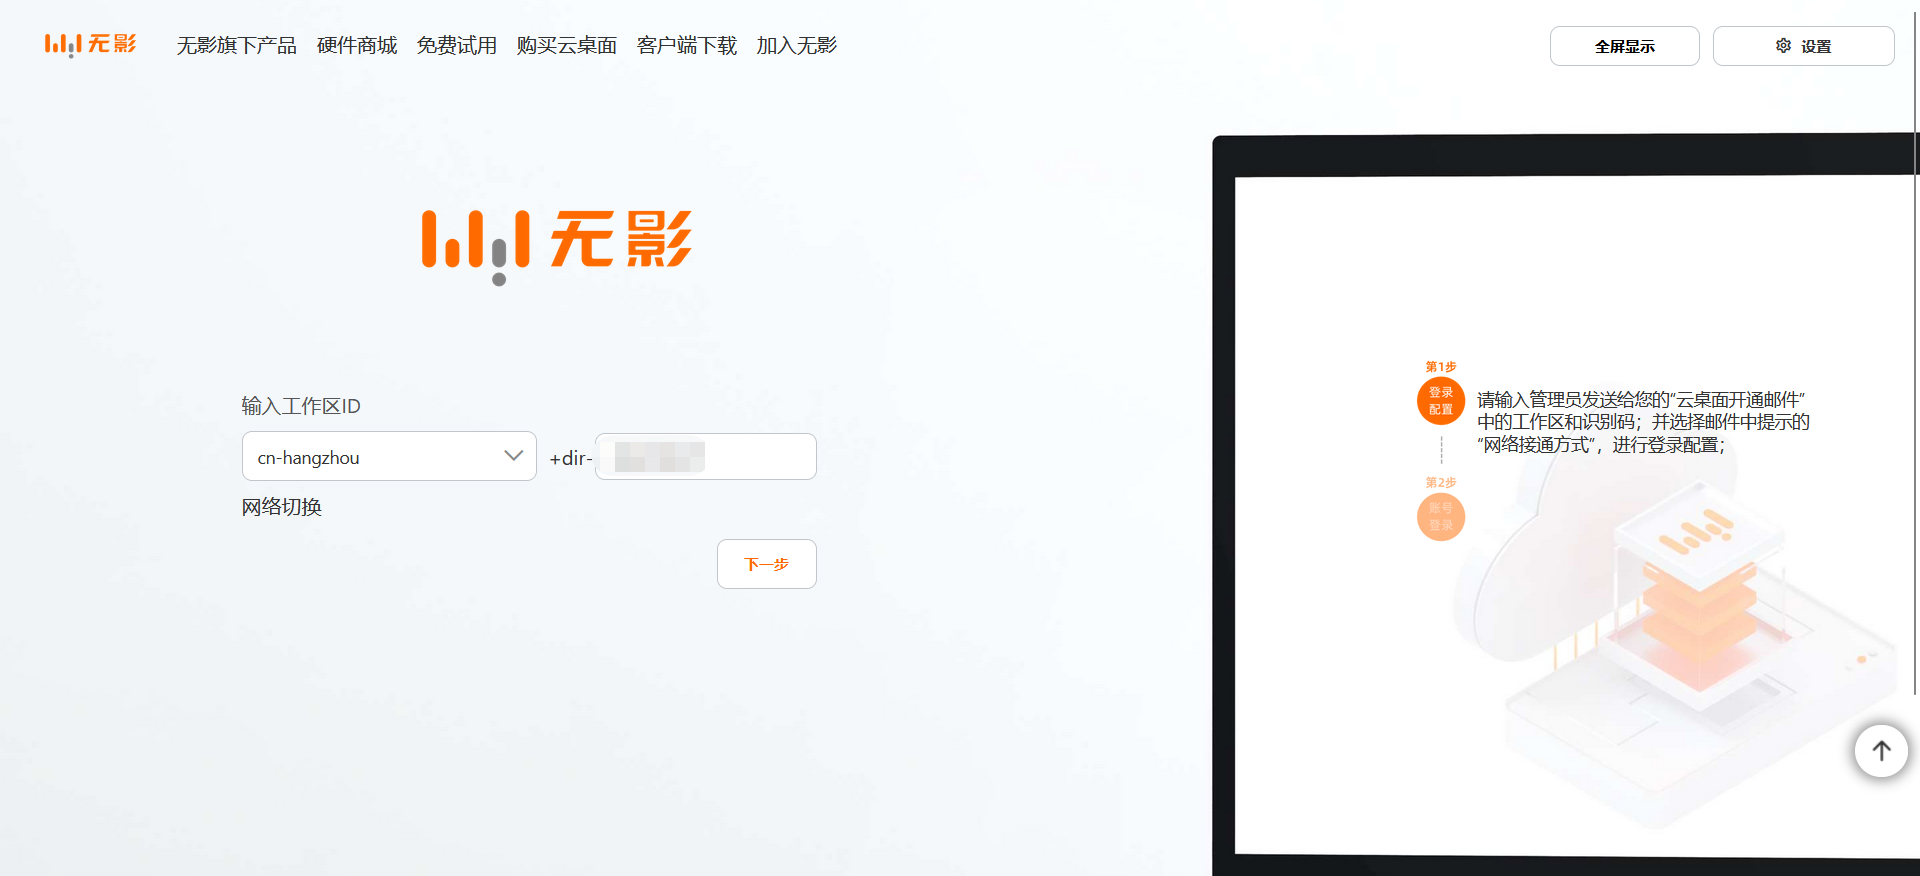 无影
无影旗下产品 硬件商城 免费试用 购买云桌面 客户端下载 加入无影
全屏显示
设置
无影
输入工作区ID
cn-hangzhou
+dir-
网络切换
下一步
第1步
登录
配置
请输入管理员发送给您的“云桌面开通邮件”
中的工作区和识别码；并选择邮件中提示的
“网络接通方式”，进行登录配置；
第2步
账号
登录